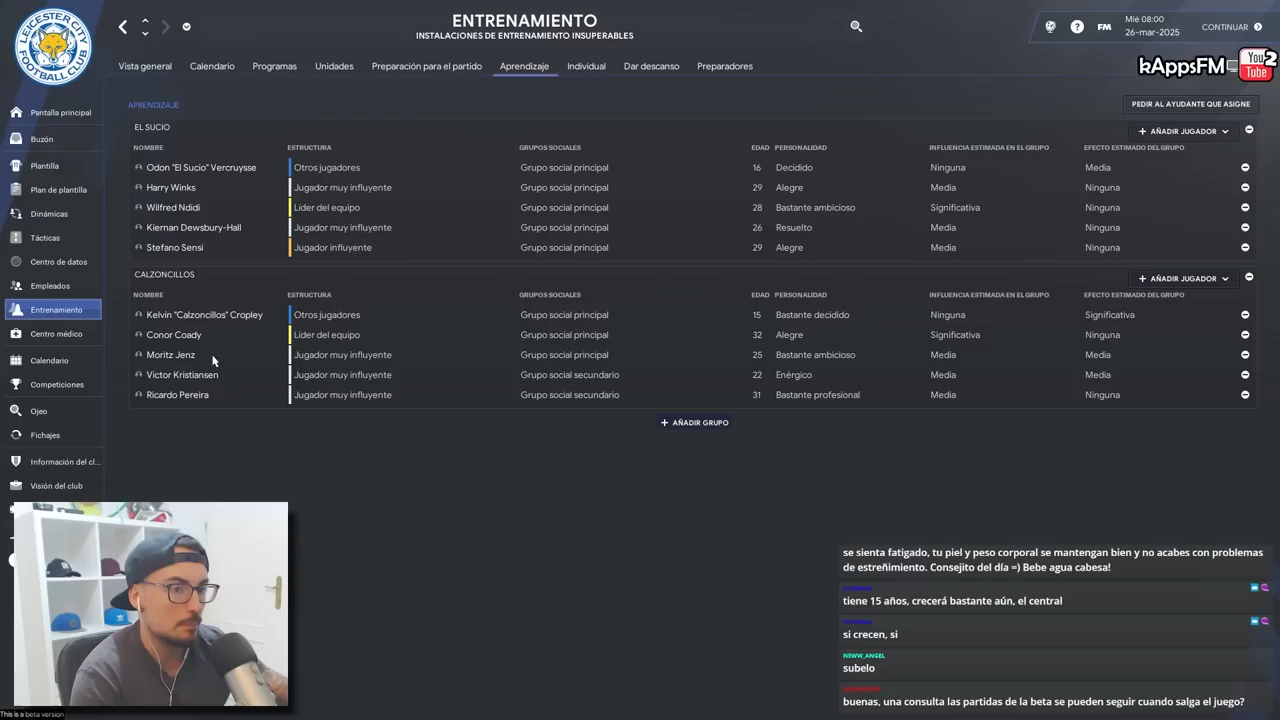 LEICESTER CITY
FOOTBALL CLUB
ENTRENAMIENTO
INSTALACIONES DE ENTRENAMIENTO INSUPERABLES
?
FM
Mié 08:00
26-mar-2025
CONTINUAR
kAppsFM
You 2
Tube
Vista general
Calendario
Programas
Unidades
Preparación para el partido
Aprendizaje
Individual
Dar descanso
Preparadores
Pantalla principal
Buzón
Plantilla
Plan de plantilla
Dinámicas
Tácticas
Centro de datos
Empleados
Entrenamiento
Centro médico
Calendario
Competiciones
Ojeo
Fichajes
Información del cl...
Visión del club
APRENDIZAJE
PEDIR AL AYUDANTE QUE ASIGNE
EL SUCIO
+ AÑADIR JUGADOR
NOMBRE ESTRUCTURA GRUPOS SOCIALES EDAD PERSONALIDAD INFLUENCIA ESTIMADA EN EL GRUPO EFECTO ESTIMADO DEL GRUPO
Odon "El Sucio" Vercruysse Otros jugadores Grupo social principal 16 Decidido Ninguna Media
Harry Winks Jugador muy influyente Grupo social principal 29 Alegre Media Ninguna
Wilfred Ndidi Líder del equipo Grupo social principal 28 Bastante ambicioso Significativa Ninguna
Kiernan Dewsbury-Hall Jugador muy influyente Grupo social principal 26 Resuelto Media Ninguna
Stefano Sensi Jugador influyente Grupo social principal 29 Alegre Media Ninguna
CALZONCILLOS
+ AÑADIR JUGADOR
NOMBRE ESTRUCTURA GRUPOS SOCIALES EDAD PERSONALIDAD INFLUENCIA ESTIMADA EN EL GRUPO EFECTO ESTIMADO DEL GRUPO
Kelvin "Calzoncillos" Cropley Otros jugadores Grupo social principal 15 Bastante decidido Ninguna Significativa
Conor Coady Líder del equipo Grupo social principal 32 Alegre Significativa Ninguna
Moritz Jenz Jugador muy influyente Grupo social principal 25 Bastante ambicioso Media Media
Victor Kristiansen Jugador muy influyente Grupo social secundario 22 Enérgico Media Media
Ricardo Pereira Jugador muy influyente Grupo social secundario 31 Bastante profesional Media Ninguna
+ AÑADIR GRUPO
se sienta fatigado, tu piel y peso corporal se mantengan bien y no acabes con problemas
de estreñimiento. Consejito del día =) Bebe agua cabesa!
tiene 15 años, crecerá bastante aún, el central
si crecen, si
NEWW_ANGEL
subelo
buenas, una consulta las partidas de la beta se pueden seguir cuando salga el juego?
This is a beta version